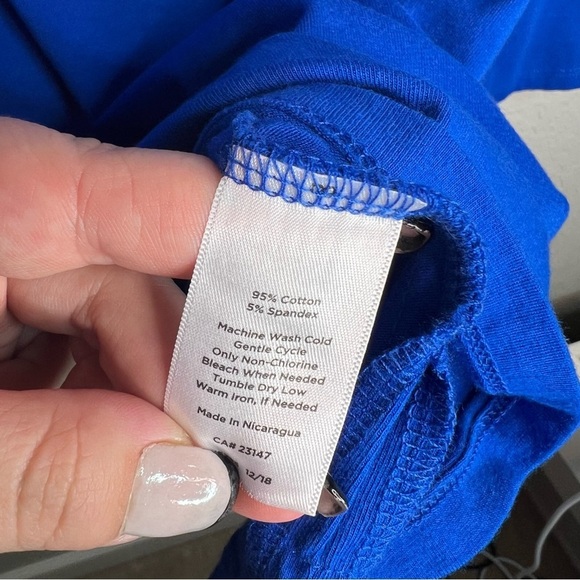 95% Cotton
5% Spandex
Machine Wash Cold
Gentle Cycle
Only Non-Chlorine
Bleach When Needed
Tumble Dry Low
Warm iron, If Needed
Made In Nicaragua
CA# 23147
12/18